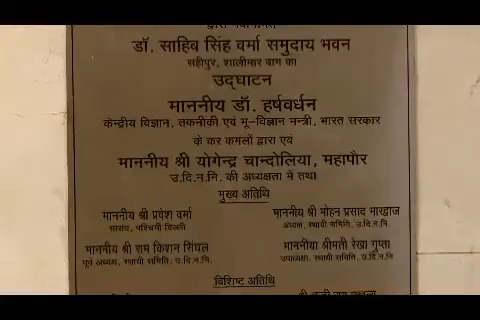 डॉ. साहिब सिंह वर्मा समुदाय भवन
सहीपुर, शालीमार बाग का
उद्घाटन
माननीय डॉ. हर्षवर्धन
केन्द्रीय विज्ञान, तकनीकी एवं भू-विज्ञान मन्त्री, भारत सरकार
के कर कमलों द्वारा एवं
माननीय श्री योगेन्द्र चान्दोलिया, महापौर
उ.दि.न.नि. की अध्यक्षता में तथा
मुख्य अतिथि
माननीय श्री प्रवेश वर्मा
सांसद, पश्चिमी दिल्ली
माननीय श्री मोहन प्रसाद भारद्वाज
अध्यक्ष, स्थायी समिति, उ.दि.न.नि.
माननीय श्री राम किशन सिंघल
पूर्व अध्यक्ष, स्थायी समिति, उ.दि.न.नि.
माननीया श्रीमती रेखा गुप्ता
उपाध्यक्ष, स्थायी समिति, उ.दि.न.नि
विशिष्ट अतिथि